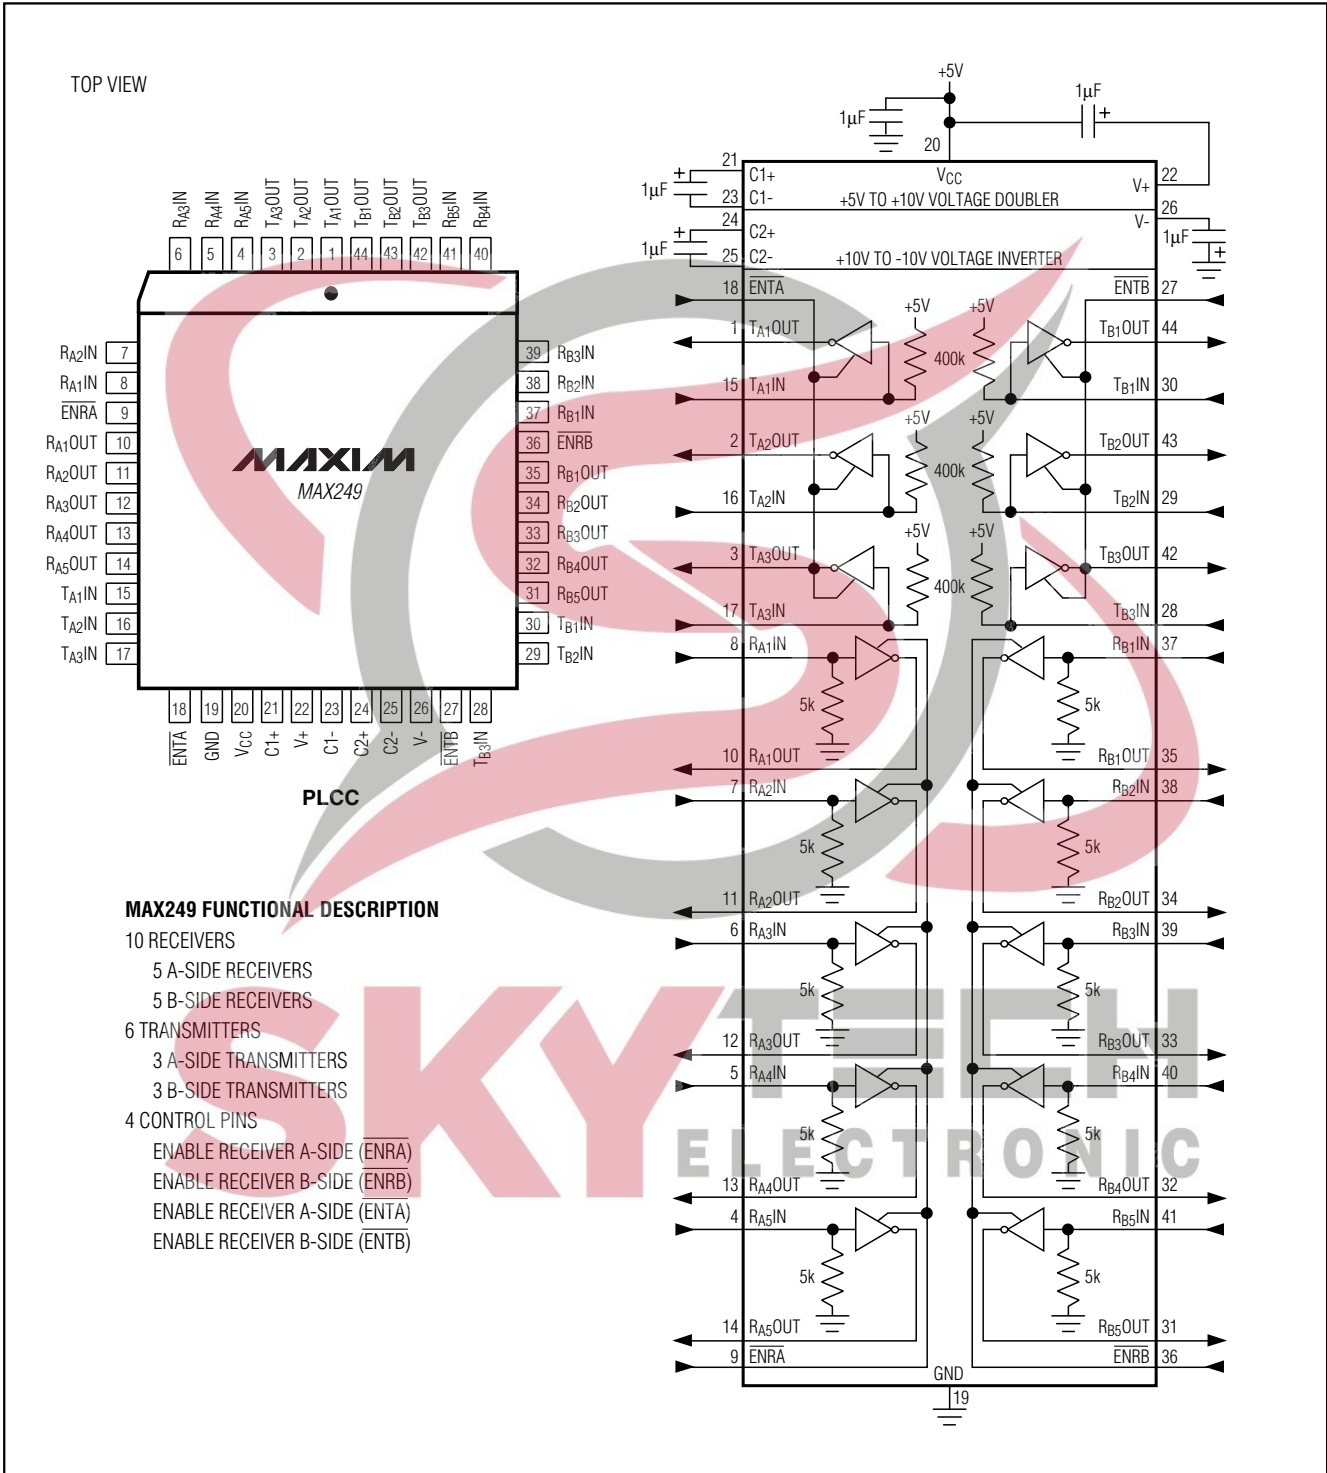 TOP VIEW
RA3IN
RA4IN
RA5IN
TA3OUT
TA2OUT
TA1OUT
TB1OUT
TB2OUT
TB3OUT
RB5IN
RB4IN
6 5 4 3 2 1 44 43 42 41 40
RA2IN 7
RA1IN 8
ENRA 9
RA1OUT 10
RA2OUT 11
RA3OUT 12
RA4OUT 13
RA5OUT 14
TA1IN 15
TA2IN 16
TA3IN 17
MAXIM
MAX249
39 RB3IN
38 RB2IN
37 RB1IN
36 ENRB
35 RB1OUT
34 RB2OUT
33 RB3OUT
32 RB4OUT
31 RB5OUT
30 TB1IN
29 TB2IN
18 19 20 21 22 23 24 25 26 27 28
ENTA
GND
VCC
C1+
V+
C1-
C2+
C2-
V-
ENTB
TB3IN
PLCC
MAX249 FUNCTIONAL DESCRIPTION
10 RECEIVERS
5 A-SIDE RECEIVERS
5 B-SIDE RECEIVERS
6 TRANSMITTERS
3 A-SIDE TRANSMITTERS
3 B-SIDE TRANSMITTERS
4 CONTROL PINS
ENABLE RECEIVER A-SIDE (ENRA)
ENABLE RECEIVER B-SIDE (ENRB)
ENABLE RECEIVER A-SIDE (ENTA)
ENABLE RECEIVER B-SIDE (ENTB)
+5V
1µF
1µF
+
20
VCC
21 C1+
+
1µF
23 C1-
+5V TO +10V VOLTAGE DOUBLER
V+ 22
24 C2+
+
1µF
25 C2-
+10V TO -10V VOLTAGE INVERTER
V- 26
1µF
+
18 ENTA
ENTB 27
+5V +5V
1 TA1OUT
400k
TB1OUT 44
15 TA1IN
TB1IN 30
+5V +5V
2 TA2OUT
400k
TB2OUT 43
16 TA2IN
TB2IN 29
+5V +5V
3 TA3OUT
400k
TB3OUT 42
17 TA3IN
TB3IN 28
8 RA1IN
RB1IN 37
5k 5k
10 RA1OUT
RB1OUT 35
7 RA2IN
RB2IN 38
5k 5k
11 RA2OUT
RB2OUT 34
6 RA3IN
RB3IN 39
5k 5k
12 RA3OUT
RB3OUT 33
5 RA4IN
RB4IN 40
5k 5k
13 RA4OUT
RB4OUT 32
4 RA5IN
RB5IN 41
5k 5k
14 RA5OUT
RB5OUT 31
9 ENRA
ENRB 36
GND
19
SKYTECH
ELECTRONIC